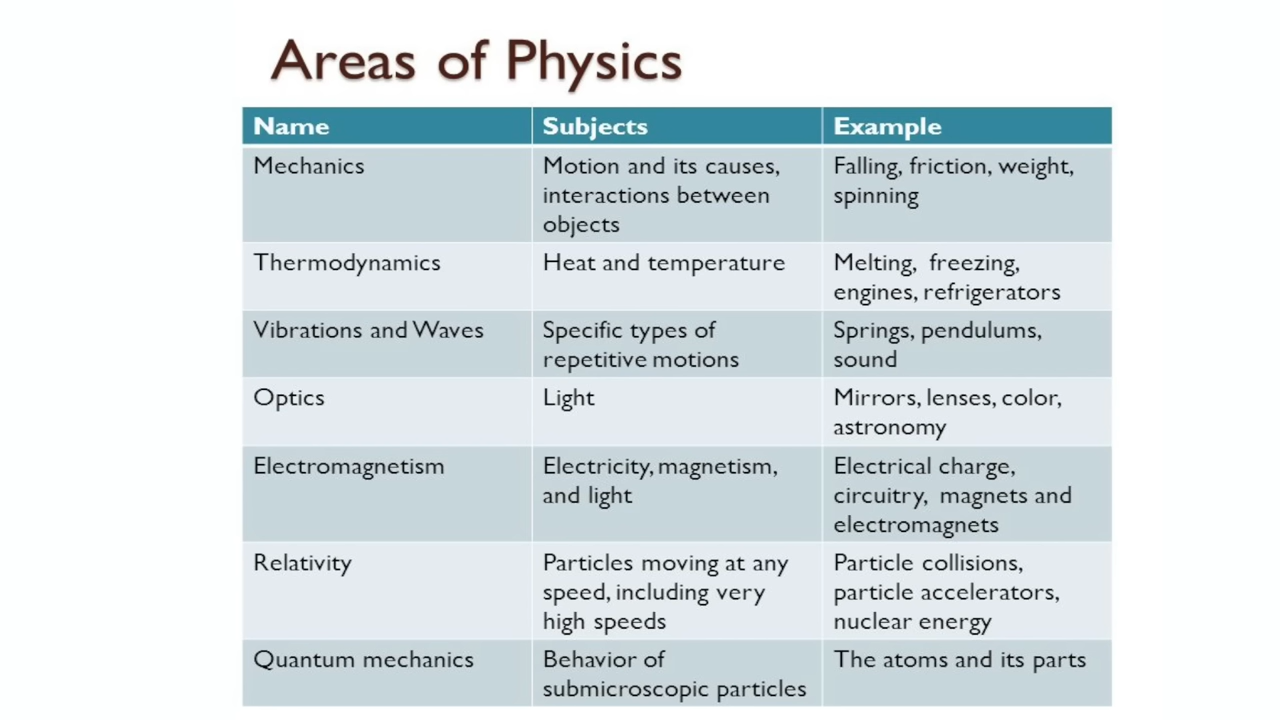 Areas of Physics
Name Subjects Example
Mechanics
Motion and its causes,
interactions between
objects
Falling, friction, weight,
spinning
Thermodynamics
Heat and temperature
Melting, freezing,
engines, refrigerators
Vibrations and Waves
Specific types of
repetitive motions
Springs, pendulums,
sound
Optics
Light
Mirrors, lenses, color,
astronomy
Electromagnetism
Electricity, magnetism,
and light
Electrical charge,
circuitry, magnets and
electromagnets
Relativity
Particles moving at any
speed, including very
high speeds
Particle collisions,
particle accelerators,
nuclear energy
Quantum mechanics
Behavior of
submicroscopic particles
The atoms and its parts